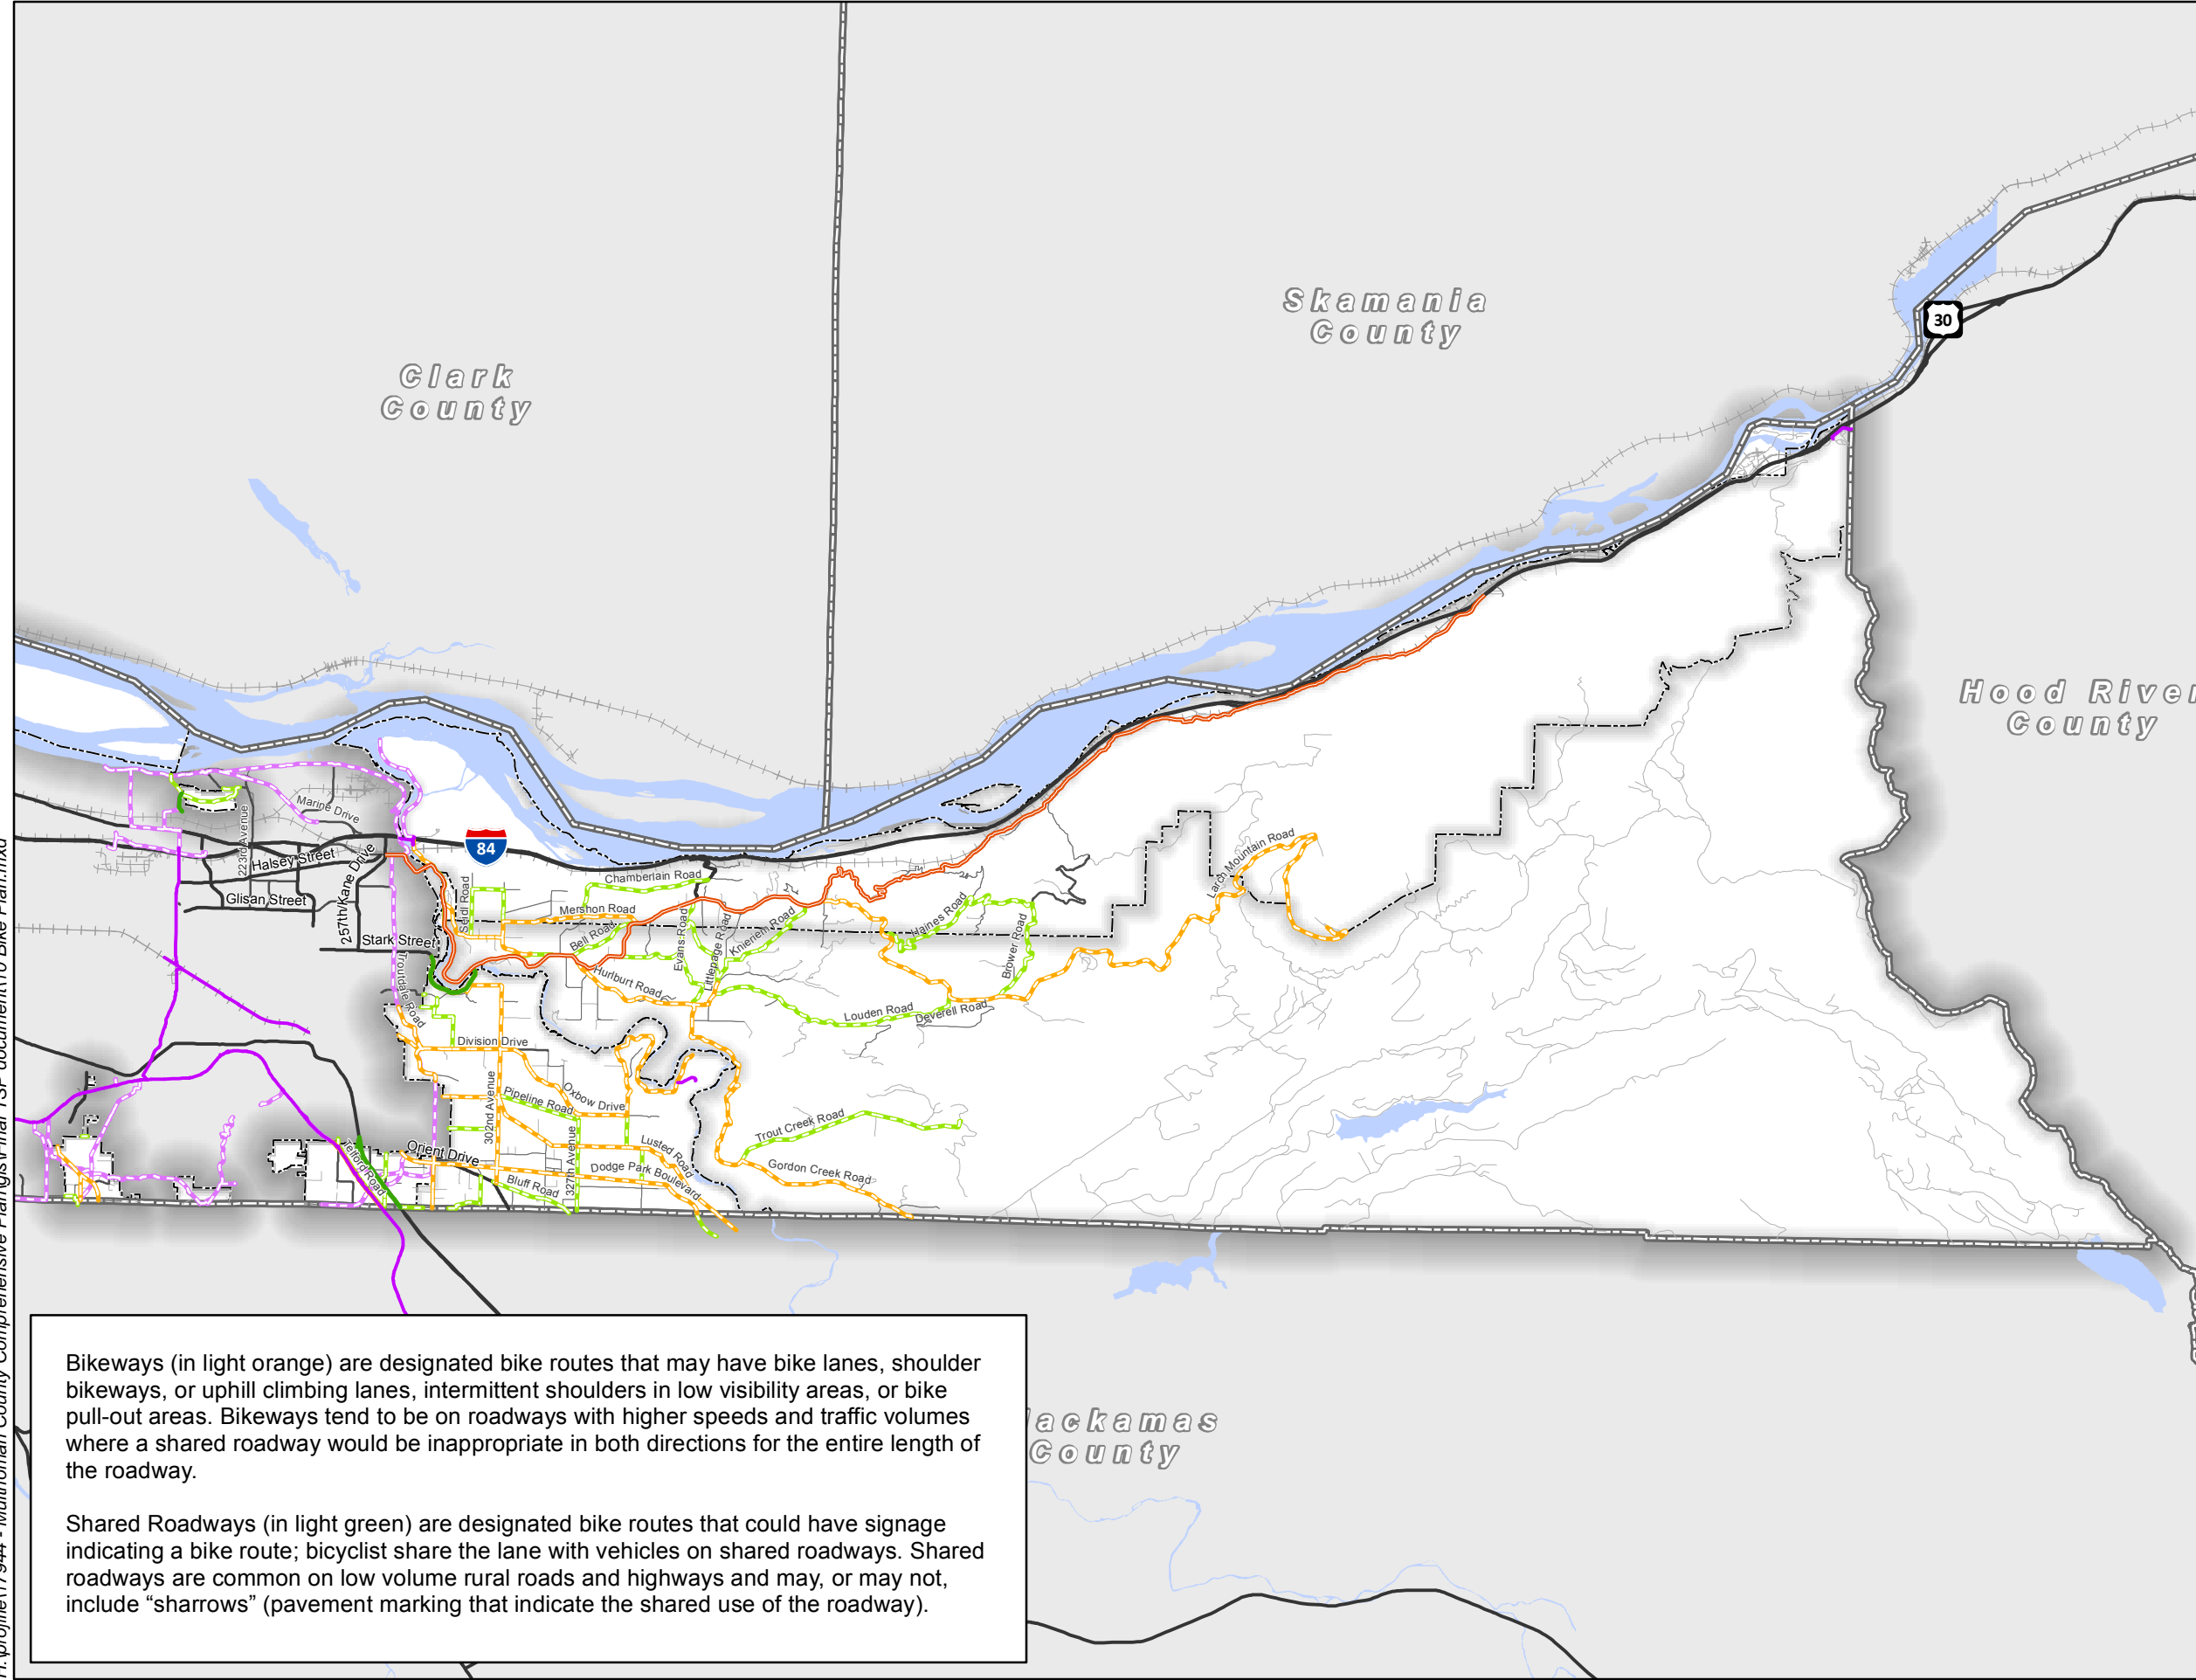 Skamania
County
30
Clark
County
Hood River
County
Marine Drive
223rd Avenue
84
Halsey Street
257th/Kane Drive
Glisan Street
Stark Street
Troutdale Road
Seidl Road
Chamberlain Road
Mershon Road
Bell Road
Evans Road
Littlepage Road
Knieriem Road
Haines Road
Larch Mountain Road
Brower Road
Hurlburt Road
Louden Road
Deverell Road
Division Drive
302nd Avenue
Pipeline Road
Oxbow Drive
Trout Creek Road
Gordon Creek Road
Lusted Road
327th Avenue
Dodge Park Boulevard
Bluff Road
Orient Drive
Telford Road
Bikeways (in light orange) are designated bike routes that may have bike lanes, shoulder
bikeways, or uphill climbing lanes, intermittent shoulders in low visibility areas, or bike
pull-out areas. Bikeways tend to be on roadways with higher speeds and traffic volumes
where a shared roadway would be inappropriate in both directions for the entire length of
the roadway.
Shared Roadways (in light green) are designated bike routes that could have signage
indicating a bike route; bicyclist share the lane with vehicles on shared roadways. Shared
roadways are common on low volume rural roads and highways and may, or may not,
include “sharrows” (pavement marking that indicate the shared use of the roadway).
ackamas
County